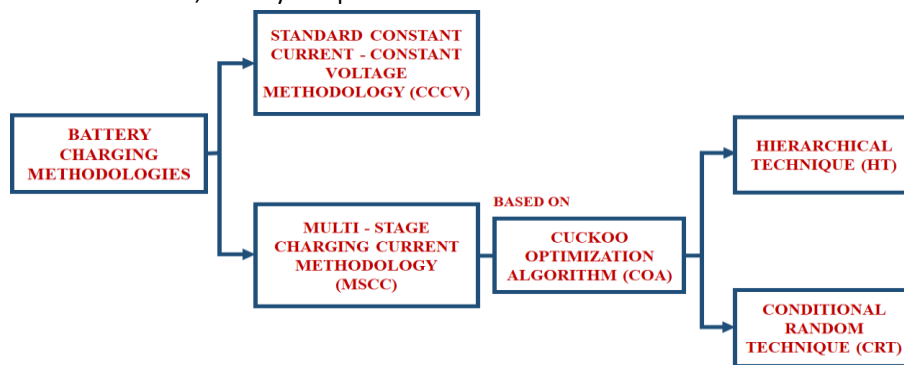 STANDARD CONSTANT
CURRENT - CONSTANT
VOLTAGE
METHODOLOGY (CCCV)
BATTERY
CHARGING
METHODOLOGIES
MULTI - STAGE
CHARGING CURRENT
METHODOLOGY
(MSCC)
BASED ON
CUCKOO
OPTIMIZATION
ALGORITHM (COA)
HIERARCHICAL
TECHNIQUE (HT)
CONDITIONAL
RANDOM
TECHNIQUE (CRT)